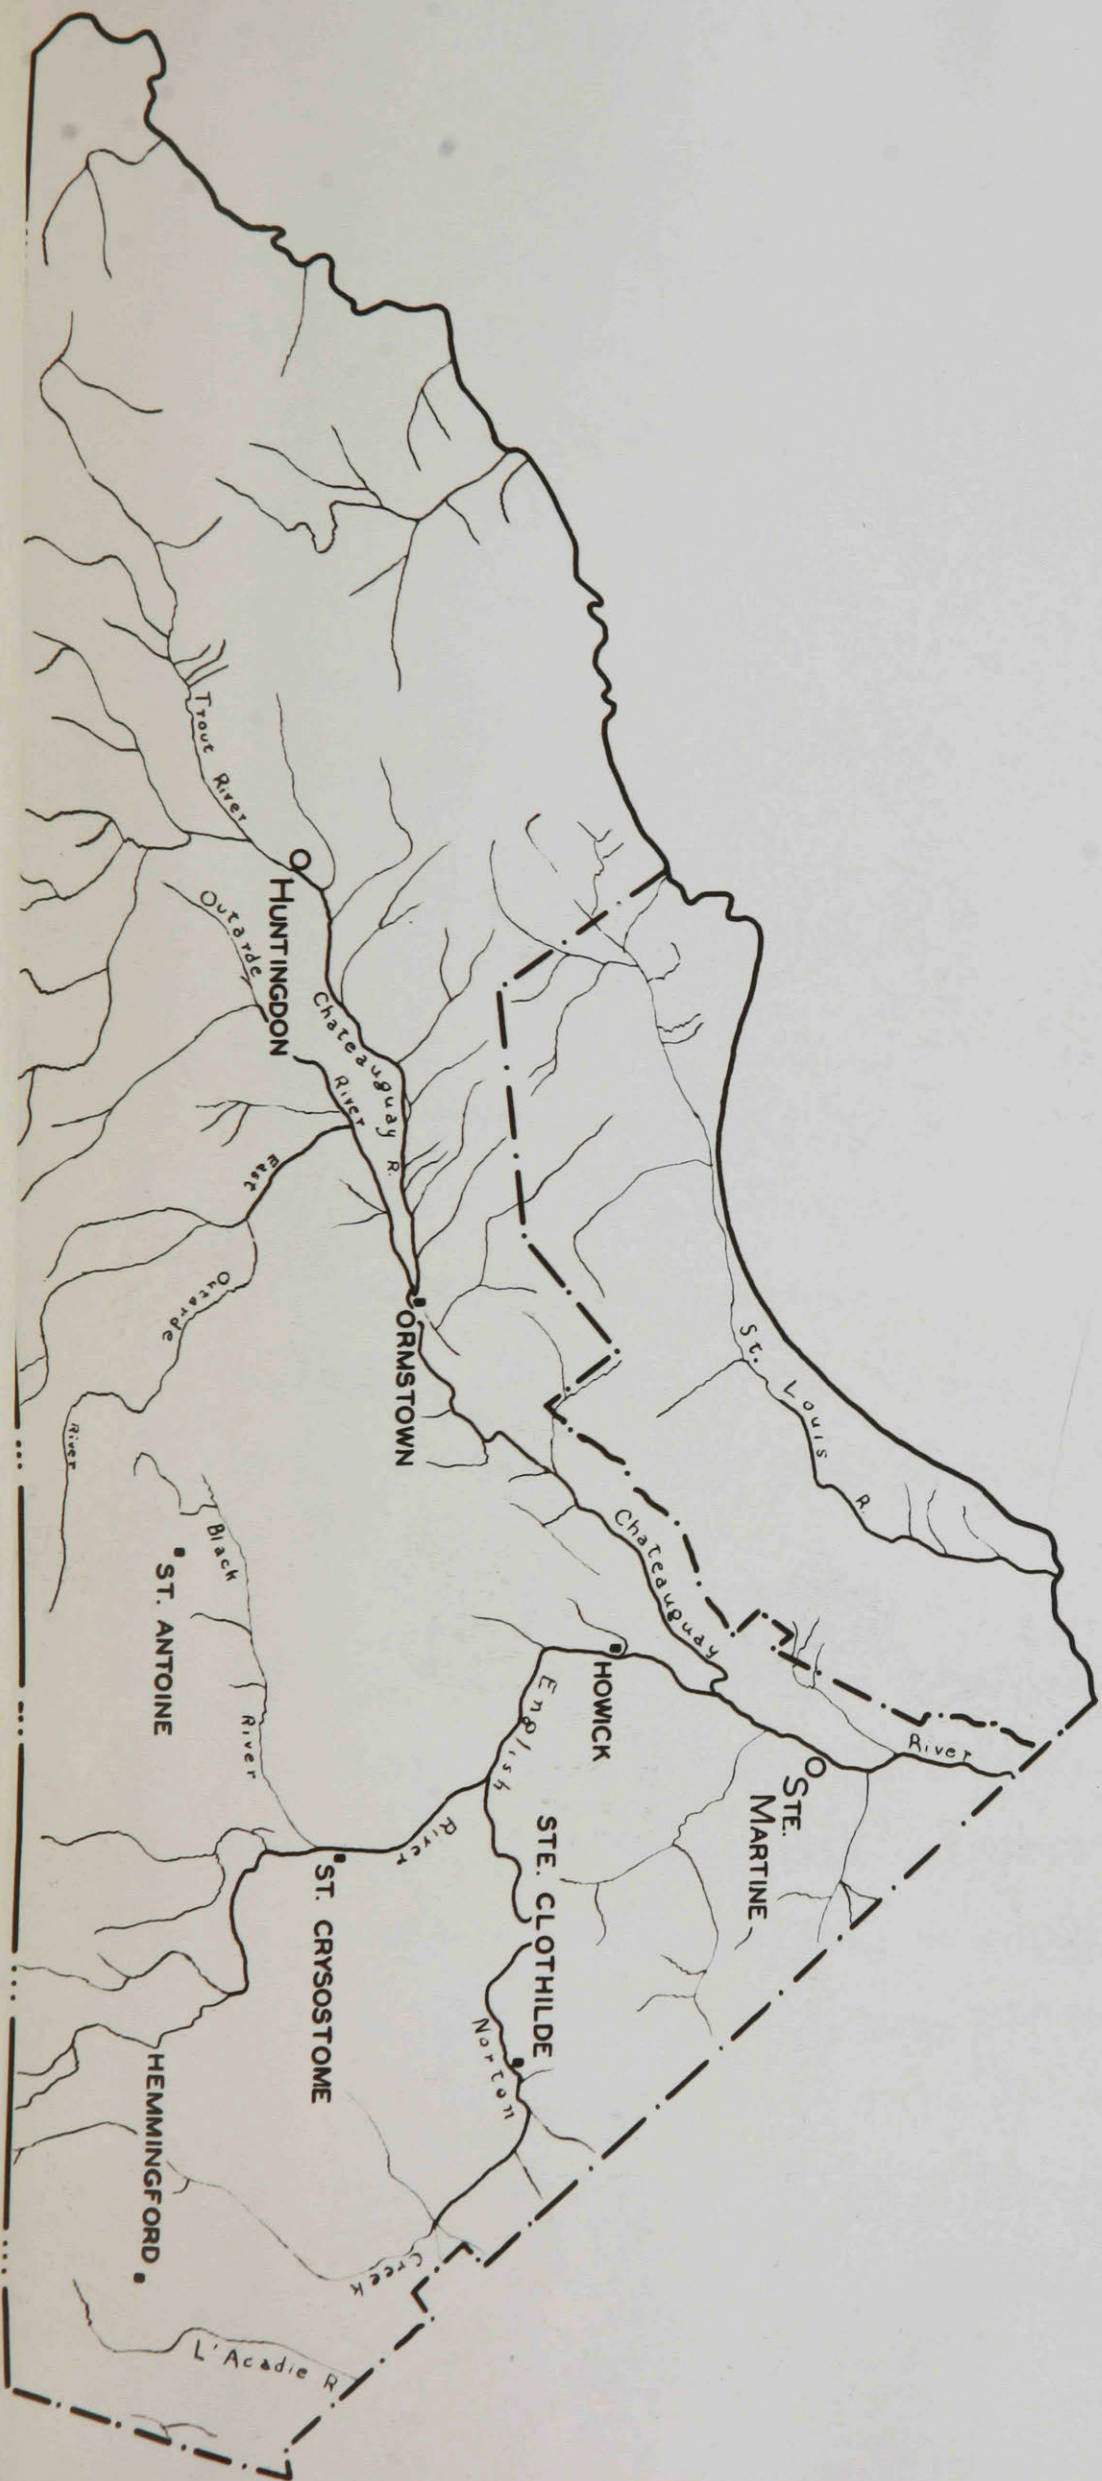 St. Louis R.
River
Chateauguay
STE.
MARTINE
HOWICK
English
River
STE. CLOTHILDE
Norton
Creek
ORMSTOWN
Chateauguay R.
Trout River
HUNTINGDON
Outarde
River
East
Outarde
River
Black
River
ST. ANTOINE
ST. CRYSOSTOME
HEMMINGFORD
L'Acadie R